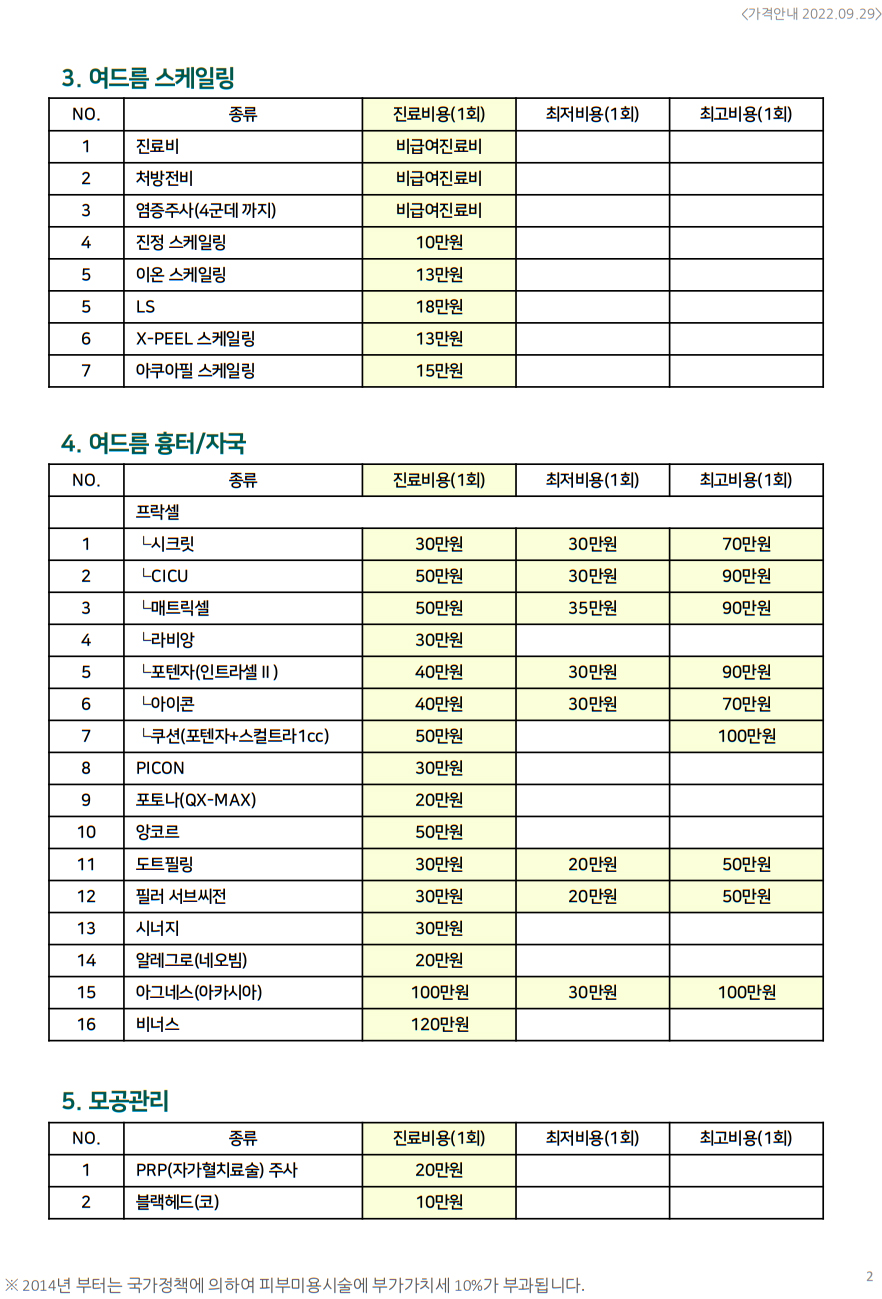 <가격안내 2022.09.29>
3. 여드름 스케일링
NO. 종류 진료비용(1회) 최저비용(1회) 최고비용(1회)
1 진료비 비급여진료비
2 처방전비 비급여진료비
3 염증주사(4군데 까지) 비급여진료비
4 진정 스케일링 10만원
5 이온 스케일링 13만원
5 LS 18만원
6 X-PEEL 스케일링 13만원
7 아쿠아필 스케일링 15만원
4. 여드름 흉터/자국
NO. 종류 진료비용(1회) 최저비용(1회) 최고비용(1회)
프락셀
1 └시크릿 30만원 30만원 70만원
2 └CICU 50만원 30만원 90만원
3 └매트릭셀 50만원 35만원 90만원
4 └라비앙 30만원
5 └포텐자(인트라셀Ⅱ) 40만원 30만원 90만원
6 └아이콘 40만원 30만원 70만원
7 └쿠션(포텐자+스컬트라1cc) 50만원 100만원
8 PICON 30만원
9 포토나(QX-MAX) 20만원
10 앙코르 50만원
11 도트필링 30만원 20만원 50만원
12 필러 서브씨전 30만원 20만원 50만원
13 시너지 30만원
14 알레그로(네오빔) 20만원
15 아그네스(아카시아) 100만원 30만원 100만원
16 비너스 120만원
5. 모공관리
NO. 종류 진료비용(1회) 최저비용(1회) 최고비용(1회)
1 PRP(자가혈치료술) 주사 20만원
2 블랙헤드(코) 10만원
※ 2014년 부터는 국가정책에 의하여 피부미용시술에 부가가치세 10%가 부과됩니다.
2